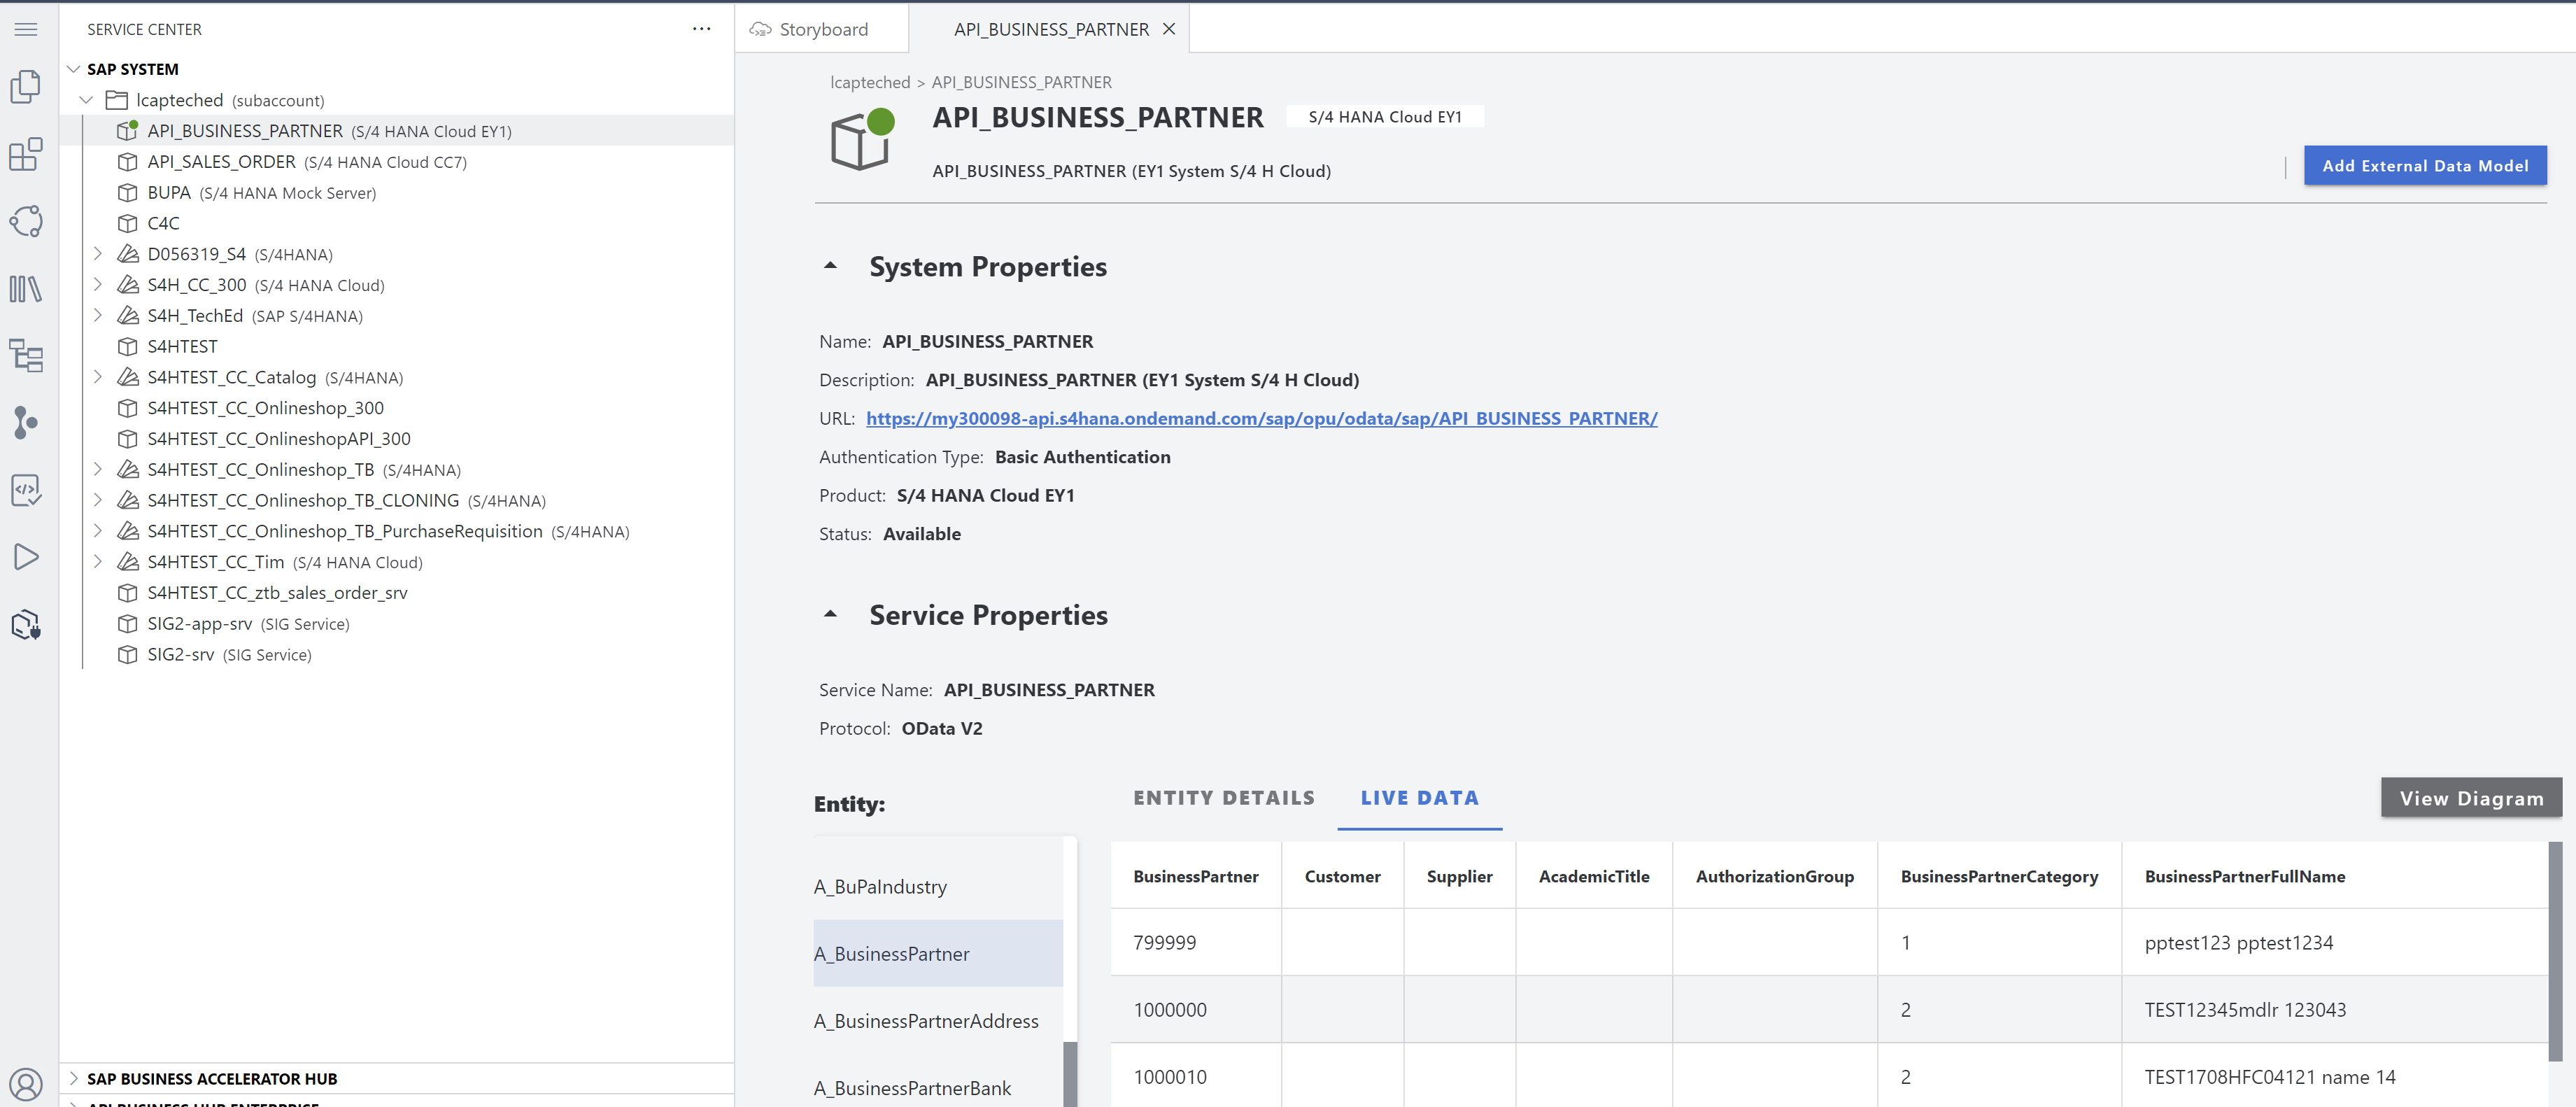 SERVICE CENTER
SAP SYSTEM
lcapteched (subaccount)
API_BUSINESS_PARTNER (S/4 HANA Cloud EY1)
API_SALES_ORDER (S/4 HANA Cloud CC7)
BUPA (S/4 HANA Mock Server)
C4C
D056319_S4 (S/4HANA)
S4H_CC_300 (S/4 HANA Cloud)
S4H_TechEd (SAP S/4HANA)
S4HTEST
S4HTEST_CC_Catalog (S/4HANA)
S4HTEST_CC_Onlineshop_300
S4HTEST_CC_OnlineshopAPI_300
S4HTEST_CC_Onlineshop_TB (S/4HANA)
S4HTEST_CC_Onlineshop_TB_CLONING (S/4HANA)
S4HTEST_CC_Onlineshop_TB_PurchaseRequisition (S/4HANA)
S4HTEST_CC_Tim (S/4 HANA Cloud)
S4HTEST_CC_ztb_sales_order_srv
SIG2-app-srv (SIG Service)
SIG2-srv (SIG Service)
SAP BUSINESS ACCELERATOR HUB
API BUSINESS HUB ENTERPRISE
Storyboard
API_BUSINESS_PARTNER
lcapteched > API_BUSINESS_PARTNER
API_BUSINESS_PARTNER S/4 HANA Cloud EY1
API_BUSINESS_PARTNER (EY1 System S/4 H Cloud)
Add External Data Model
System Properties
Name: API_BUSINESS_PARTNER
Description: API_BUSINESS_PARTNER (EY1 System S/4 H Cloud)
URL: https://my300098-api.s4hana.ondemand.com/sap/opu/odata/sap/API_BUSINESS_PARTNER/
Authentication Type: Basic Authentication
Product: S/4 HANA Cloud EY1
Status: Available
Service Properties
Service Name: API_BUSINESS_PARTNER
Protocol: OData V2
Entity:
A_BuPaIndustry
A_BusinessPartner
A_BusinessPartnerAddress
A_BusinessPartnerBank
ENTITY DETAILS LIVE DATA
View Diagram
BusinessPartner Customer Supplier AcademicTitle AuthorizationGroup BusinessPartnerCategory BusinessPartnerFullName
799999 1 pptest123 pptest1234
1000000 2 TEST12345mdlr 123043
1000010 2 TEST1708HFC04121 name 14